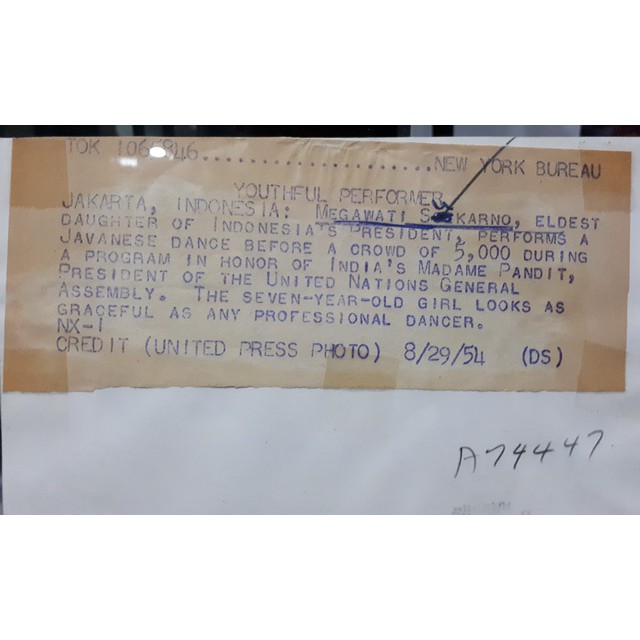 TOK 1066846......................NEW YORK BUREAU
YOUTHFUL PERFORMER
JAKARTA, INDONESIA: MEGAWATI SUKARNO, ELDEST
DAUGHTER OF INDONESIA'S PRESIDENT, PERFORMS A
JAVANESE DANCE BEFORE A CROWD OF 5,000 DURING
A PROGRAM IN HONOR OF INDIA'S MADAME PANDIT,
PRESIDENT OF THE UNITED NATIONS GENERAL
ASSEMBLY. THE SEVEN-YEAR-OLD GIRL LOOKS AS
GRACEFUL AS ANY PROFESSIONAL DANCER.
NX-1
CREDIT (UNITED PRESS PHOTO) 8/29/54 (DS)
A74447